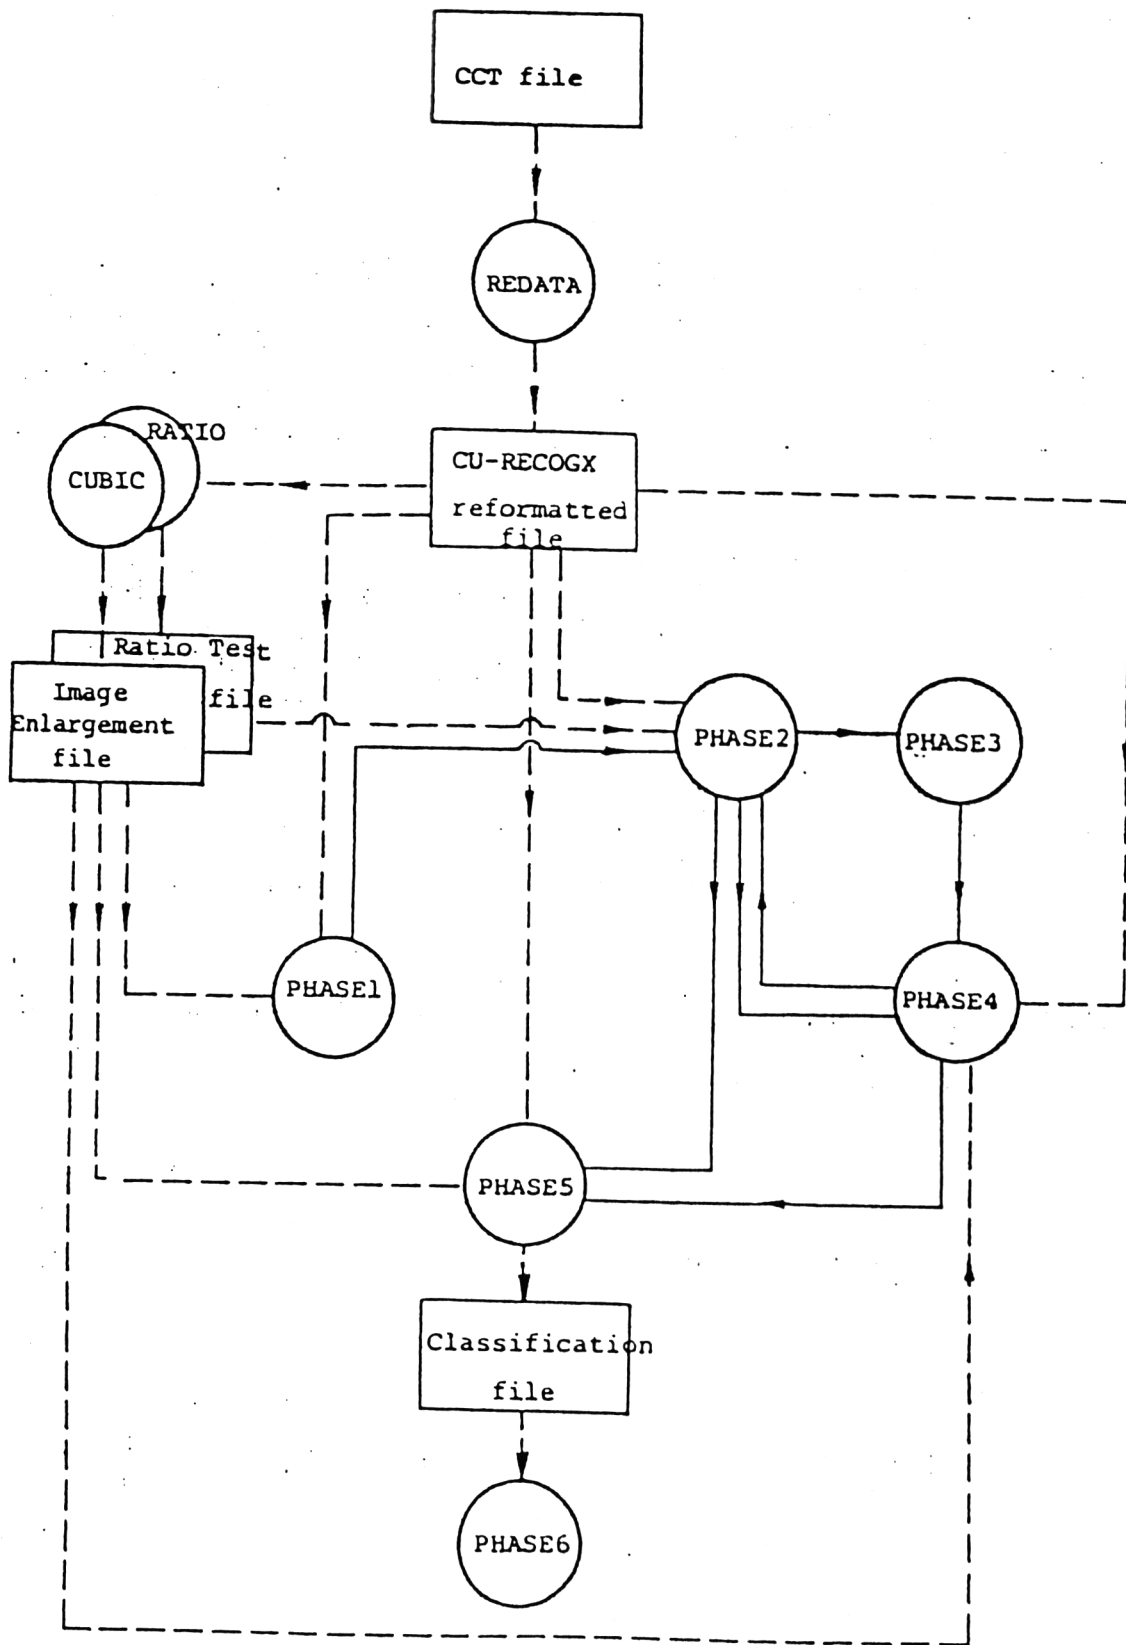 CCT file
REDATA
RATIO
CUBIC
CU-RECOGX
reformatted
file
Ratio Test
file
Image
Enlargement
file
PHASE2
PHASE3
PHASE1
PHASE4
PHASE5
Classification
file
PHASE6